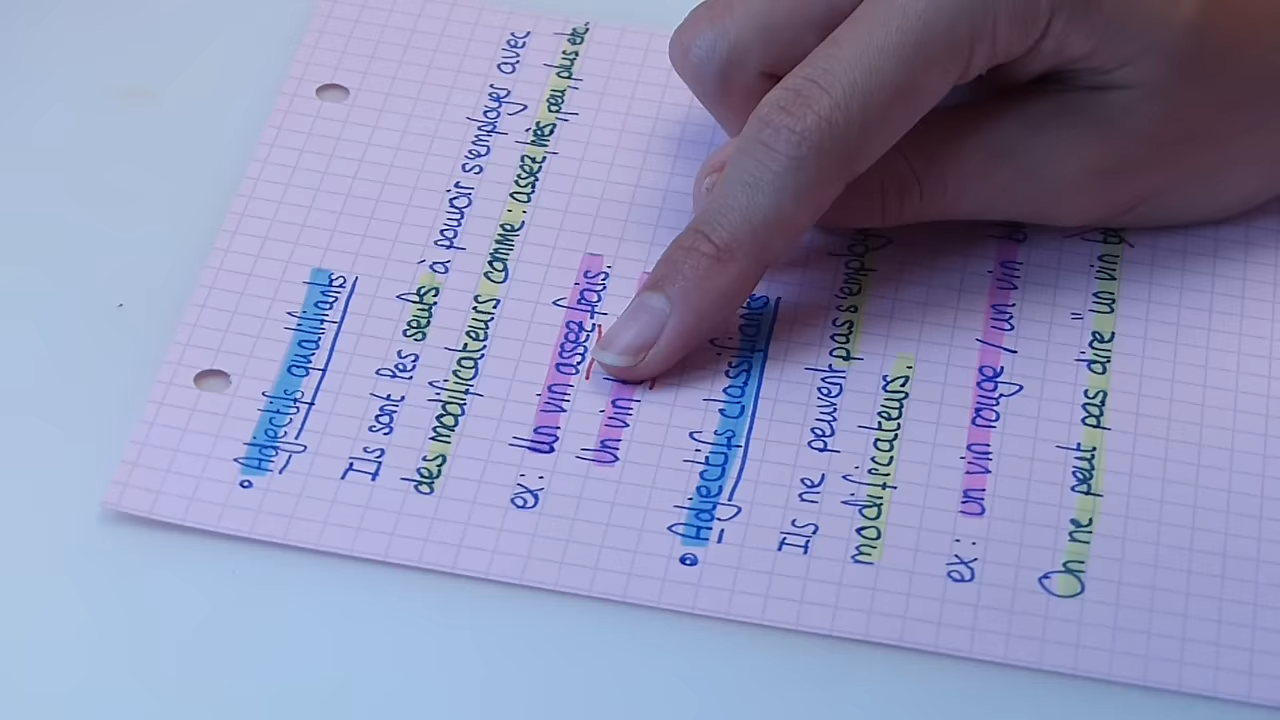 • Adjectifs qualifiants
Ils sont les seuls à pouvoir s'employer avec
des modificateurs comme : assez, très, peu, plus etc.
ex : Un vin assez frais.
Un vin
• Adjectifs classifiants
Ils ne peuvent pas s'employ
modificateurs.
ex : un vin rouge / un vin
On ne peut pas dire "un vin